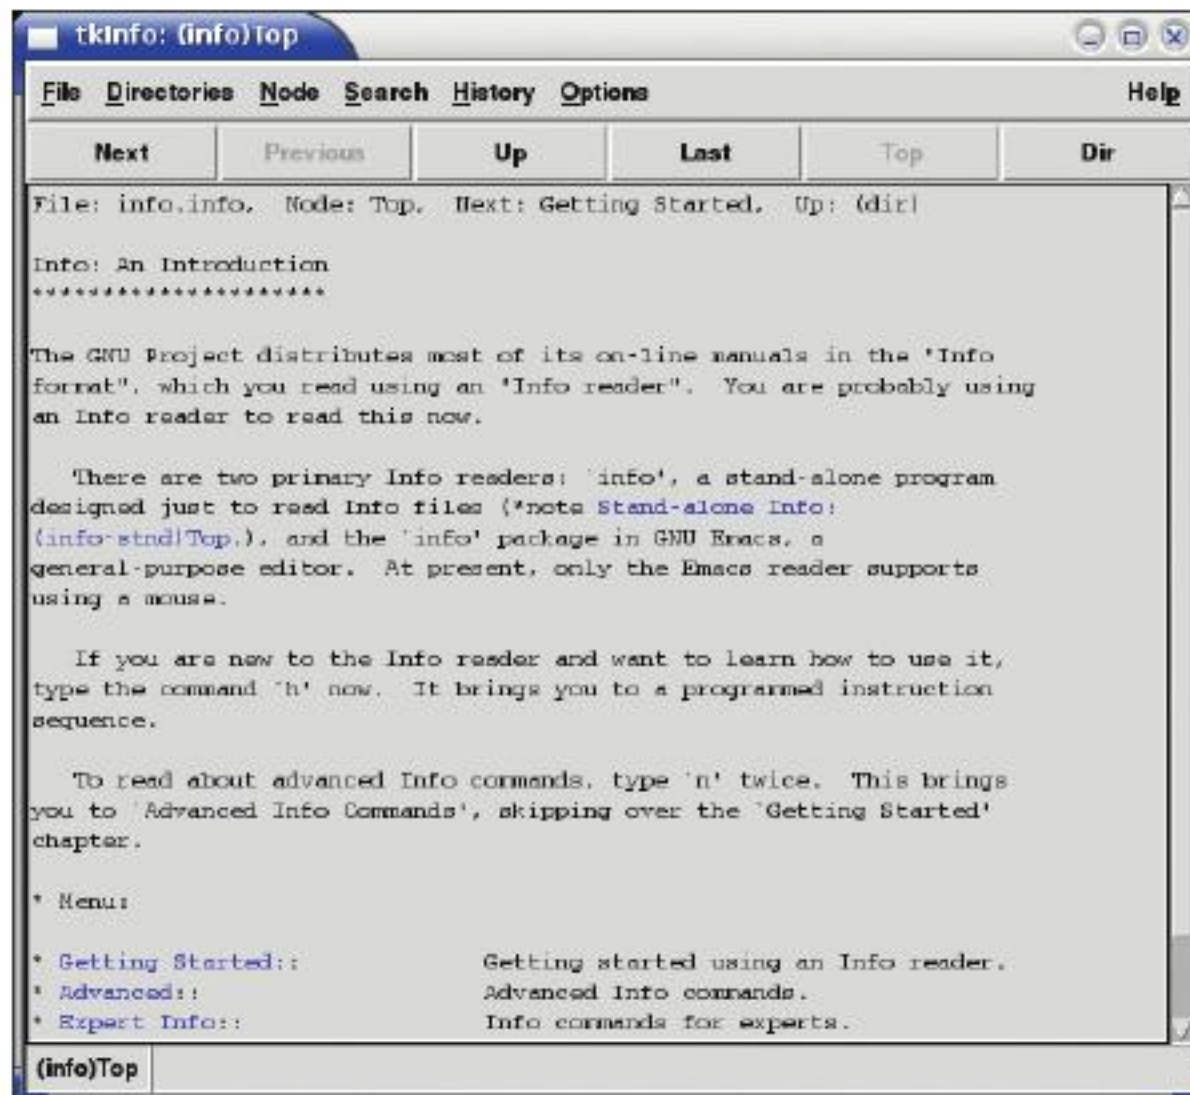 tkInfo: (info)Top
File Directories Node Search History Options Help
Next Previous Up Last Top Dir
File: info.info,  Node: Top,  Next: Getting Started,  Up: (dir)
Info: An Introduction
*********************
The GNU Project distributes most of its on-line manuals in the "Info
format", which you read using an "Info reader".  You are probably using
an Info reader to read this now.
There are two primary Info readers: `info', a stand-alone program
designed just to read Info files (*note Stand-alone Info:
(info-stnd)Top.), and the `info' package in GNU Emacs, a
general-purpose editor.  At present, only the Emacs reader supports
using a mouse.
If you are new to the Info reader and want to learn how to use it,
type the command `h' now.  It brings you to a programmed instruction
sequence.
To read about advanced Info commands, type `n' twice.  This brings
you to `Advanced Info Commands', skipping over the `Getting Started'
chapter.
* Menu:
* Getting Started:: Getting started using an Info reader.
* Advanced:: Advanced Info commands.
* Expert Info:: Info commands for experts.
(info)Top